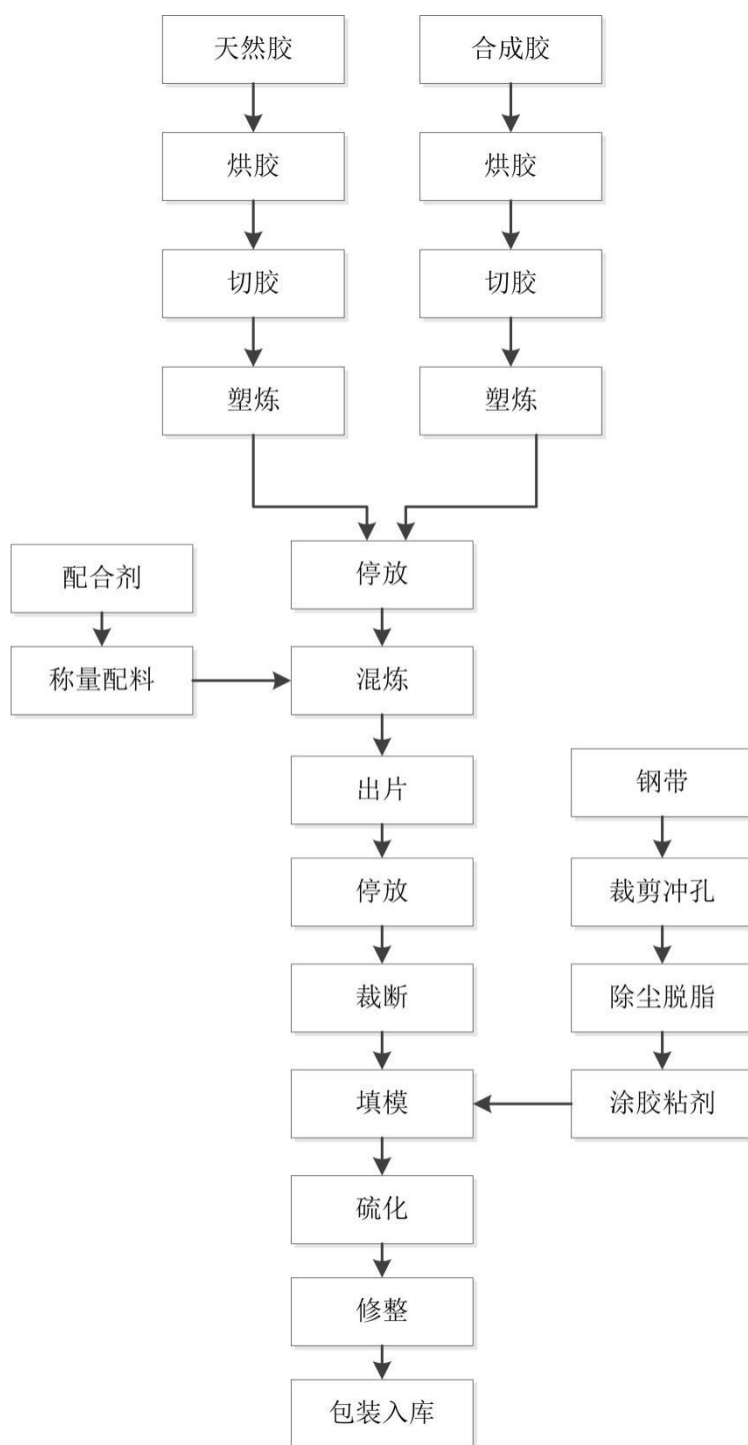 天然胶
合成胶
烘胶
烘胶
切胶
切胶
塑炼
塑炼
配合剂
停放
称量配料
混炼
出片
钢带
停放
裁剪冲孔
裁断
除尘脱脂
填模
涂胶粘剂
硫化
修整
包装入库